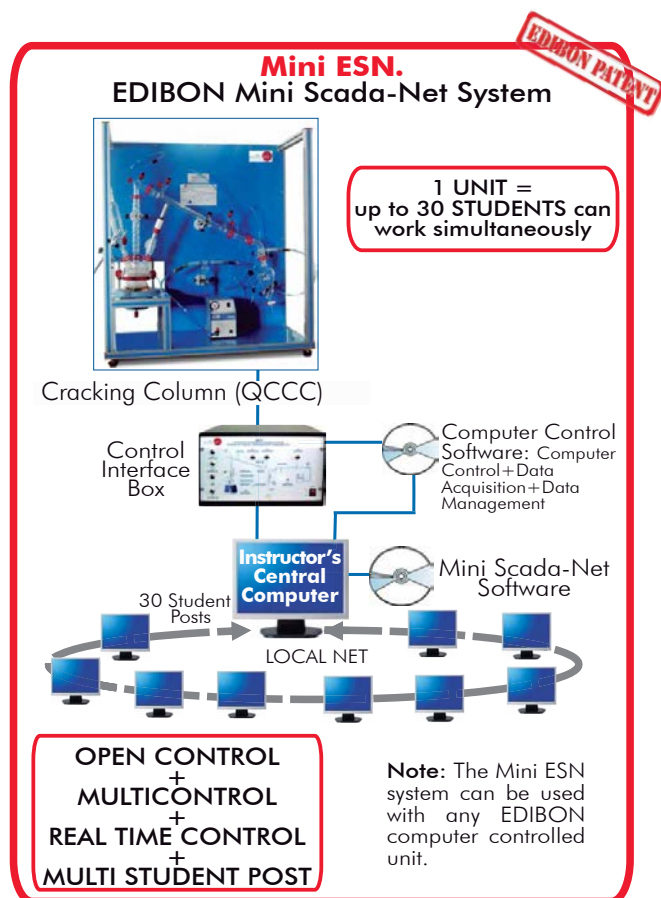 EDIBON PATENT
Mini ESN.
EDIBON Mini Scada-Net System
1 UNIT =
up to 30 STUDENTS can
work simultaneously
Cracking Column (QCCC)
Control
Interface
Box
Computer Control
Software: Computer
Control+Data
Acquisition+Data
Management
Instructor's
Central
Computer
Mini Scada-Net
Software
30 Student
Posts
LOCAL NET
OPEN CONTROL
+
MULTICONTROL
+
REAL TIME CONTROL
+
MULTI STUDENT POST
Note: The Mini ESN
system can be used
with any EDIBON
computer controlled
unit.